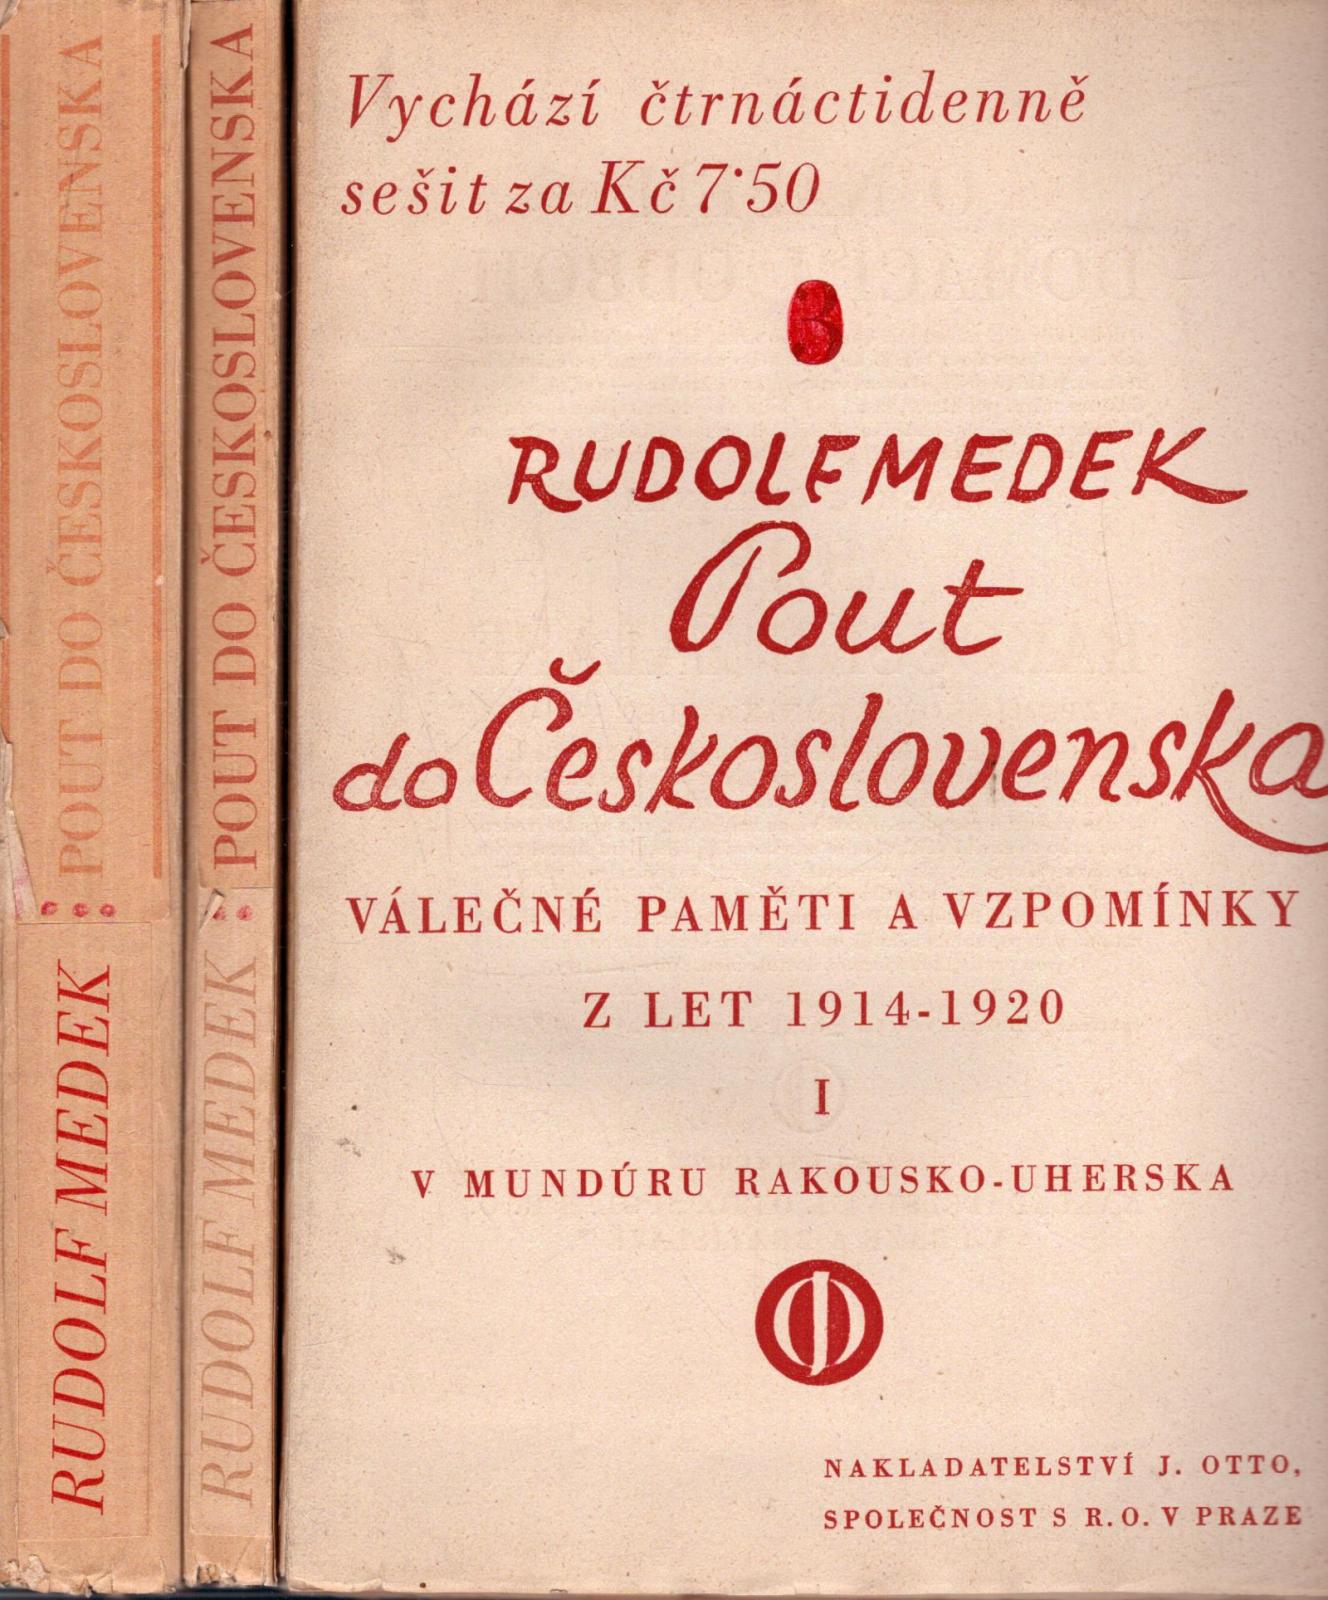 RUDOLF MEDEK : POUT DO ČESKOSLOVENSKA
RUDOLF MEDEK : POUT DO ČESKOSLOVENSKA
Vychází čtrnáctidenně
sešit za Kč 7·50
3
RUDOLF MEDEK
Pout
do Československa
VÁLEČNÉ PAMĚTI A VZPOMÍNKY
Z LET 1914-1920
I
V MUNDÚRU RAKOUSKO-UHERSKA
NAKLADATELSTVÍ J. OTTO,
SPOLEČNOST S R. O. V PRAZE